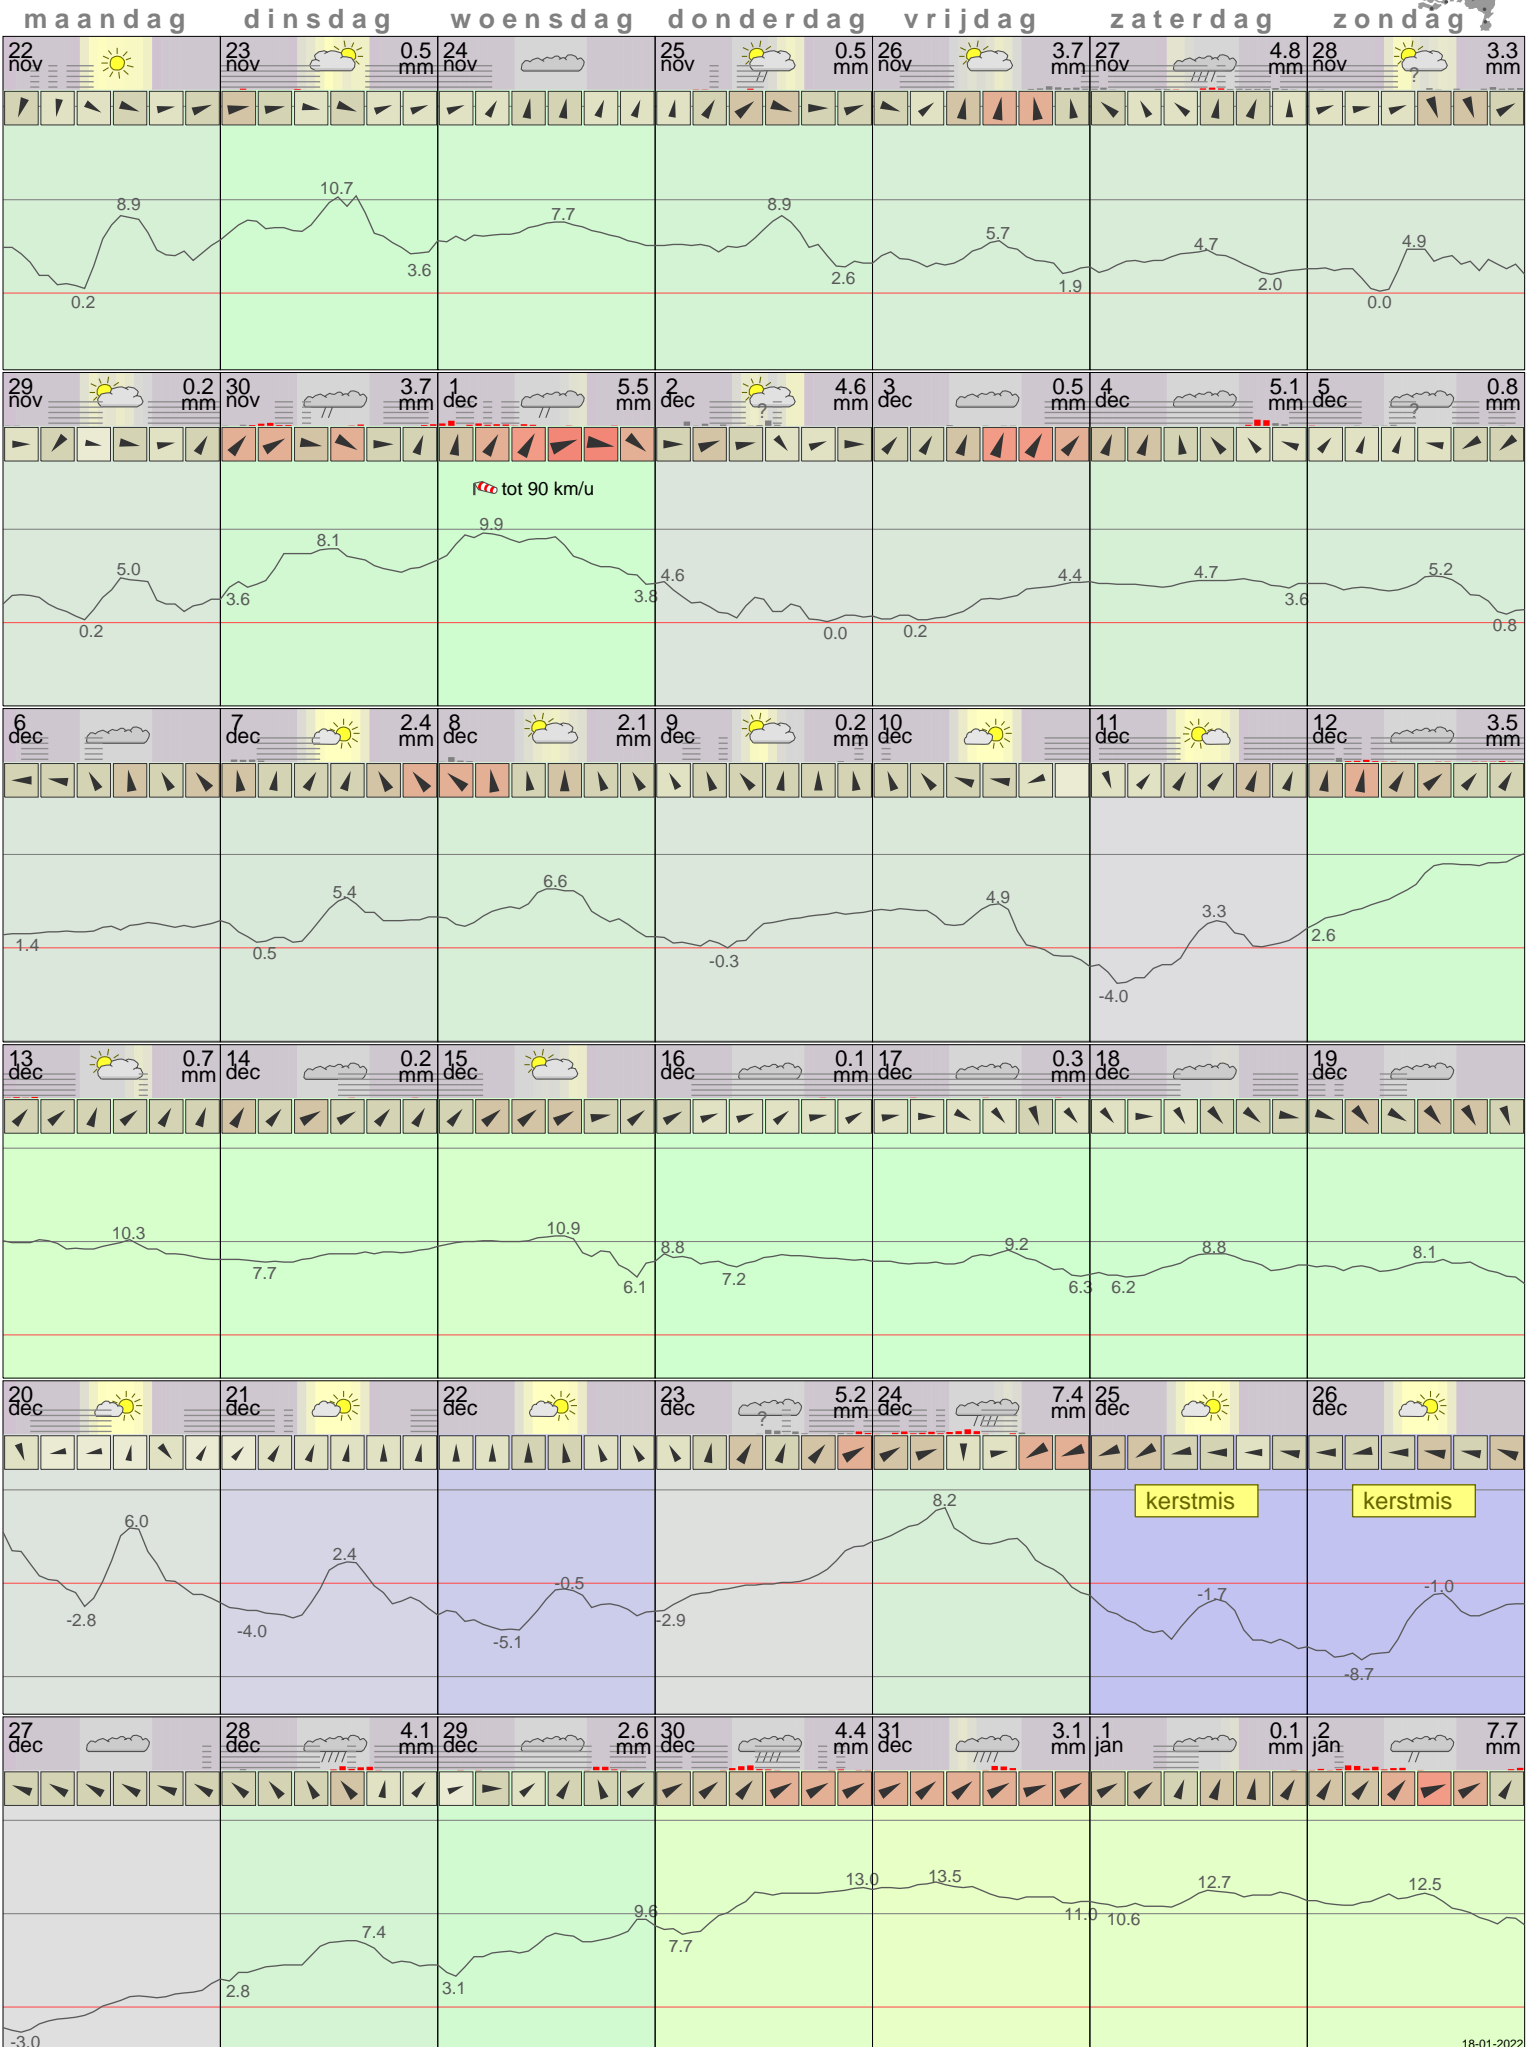 maandag dinsdag woensdag donderdag vrijdag zaterdag zondag
22 nov
23 nov 0.5 mm
24 nov
25 nov 0.5 mm
26 nov 3.7 mm
27 nov 4.8 mm
28 nov ? 3.3 mm
8.9 10.7 7.7 8.9 5.7 4.7 4.9
0.2 3.6 2.6 1.9 2.0 0.0
29 nov 0.2 mm
30 nov 3.7 mm
1 dec 5.5 mm
2 dec ? 4.6 mm
3 dec 0.5 mm
4 dec 5.1 mm
5 dec ? 0.8 mm
tot 90 km/u
5.0 8.1 9.9 4.6 4.4 4.7 5.2
0.2 3.6 3.8 0.0 0.2 3.6 0.8
6 dec
7 dec 2.4 mm
8 dec 2.1 mm
9 dec 0.2 mm
10 dec
11 dec
12 dec 3.5 mm
5.4 6.6 4.9 3.3
1.4 0.5 -0.3 -4.0 2.6
13 dec 0.7 mm
14 dec 0.2 mm
15 dec
16 dec 0.1 mm
17 dec 0.3 mm
18 dec
19 dec
10.3 10.9 8.8 9.2 8.8 8.1
7.7 6.1 7.2 6.3 6.2
20 dec
21 dec
22 dec
23 dec ? 5.2 mm
24 dec 7.4 mm
25 dec
26 dec
kerstmis kerstmis
6.0 2.4 -0.5 8.2 -1.7 -1.0
-2.8 -4.0 -5.1 -2.9 -8.7
27 dec
28 dec 4.1 mm
29 dec 2.6 mm
30 dec 4.4 mm
31 dec 3.1 mm
1 jan 0.1 mm
2 jan 7.7 mm
7.4 9.6 13.0 13.5 12.7 12.5
-3.0 2.8 3.1 7.7 11.0 10.6
18-01-2022